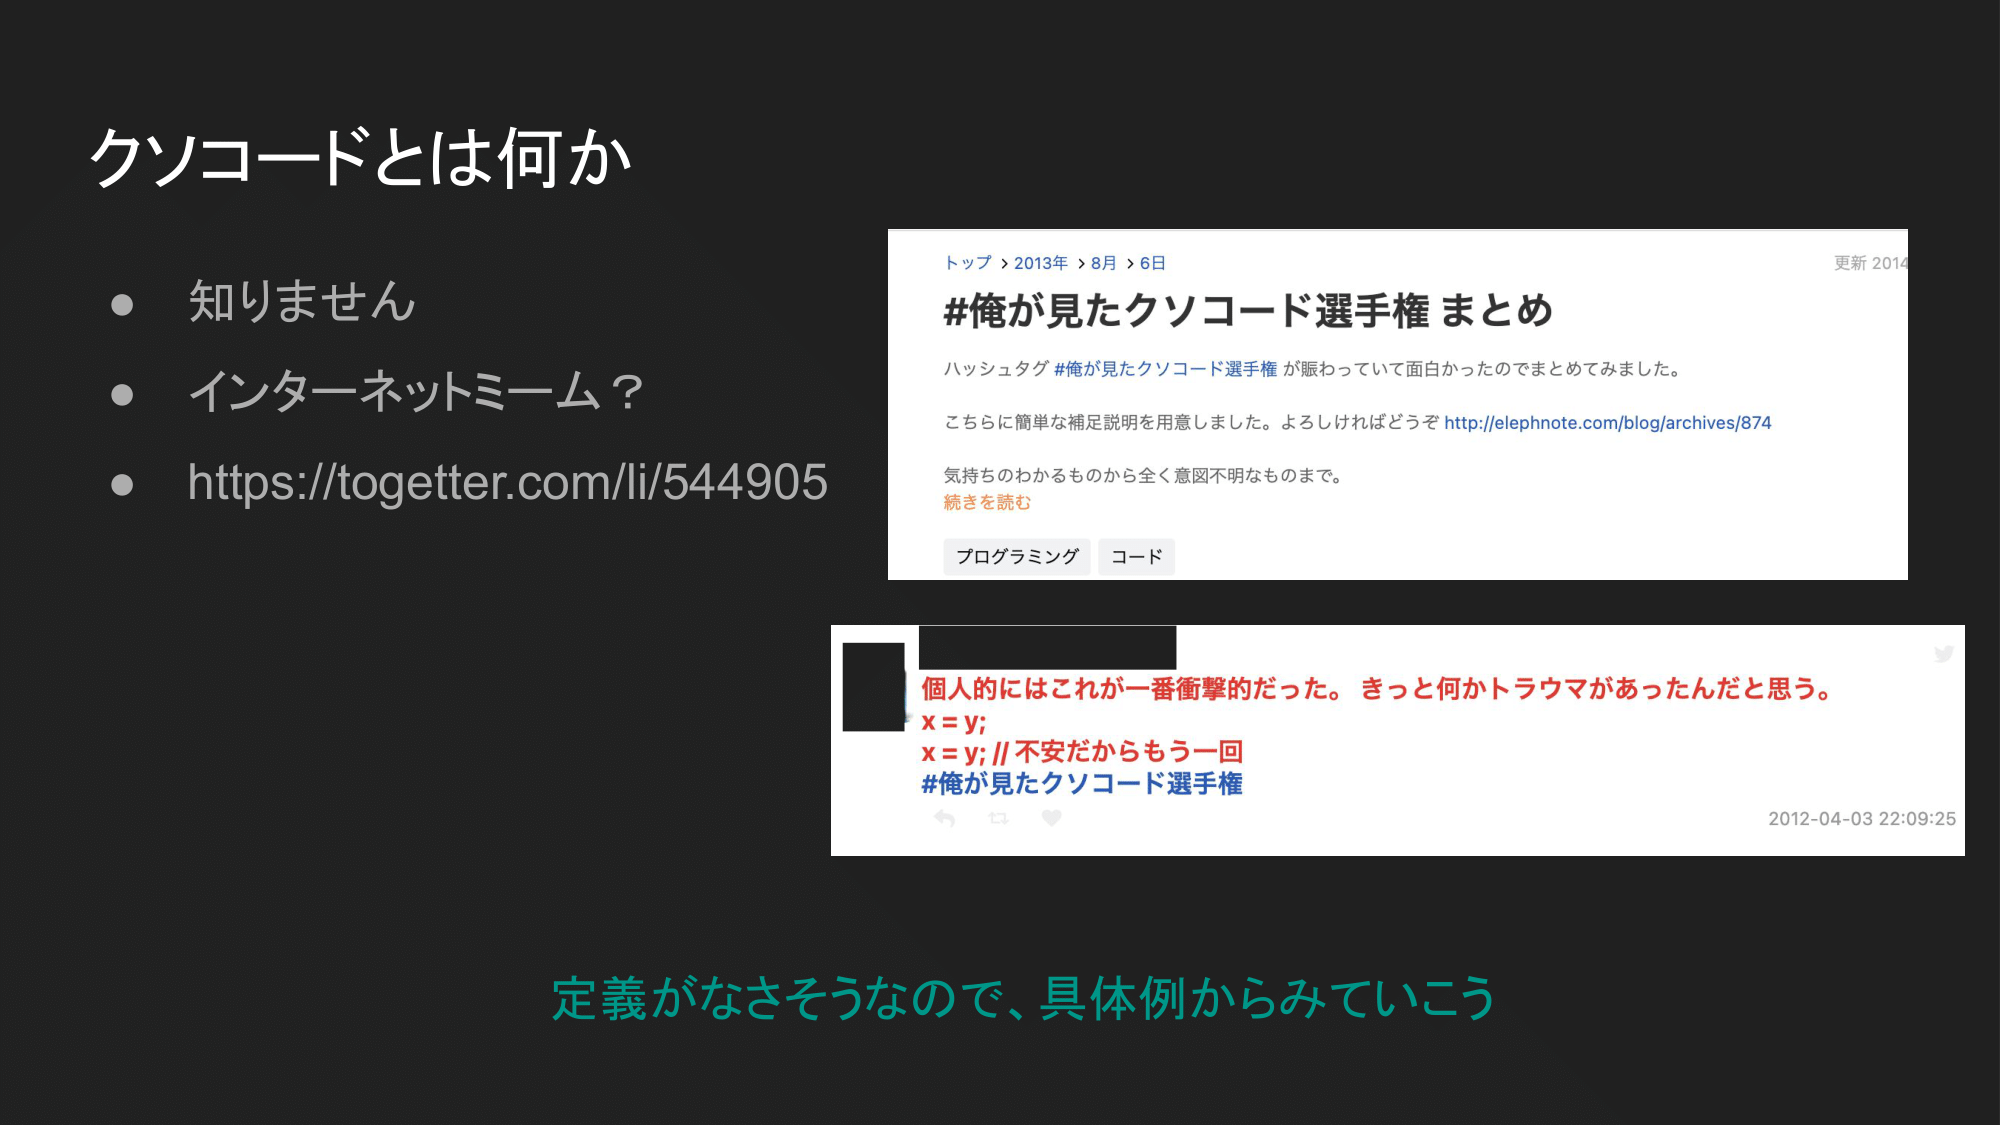 クソコードとは何か
● 知りません
● インターネットミーム？
● https://togetter.com/li/544905
トップ > 2013年 > 8月 > 6日
更新 2014
#俺が見たクソコード選手権 まとめ
ハッシュタグ #俺が見たクソコード選手権 が賑わっていて面白かったのでまとめてみました。
こちらに簡単な補足説明を用意しました。よろしければどうぞ http://elephnote.com/blog/archives/874
気持ちのわかるものから全く意図不明なものまで。
続きを読む
プログラミング コード
個人的にはこれが一番衝撃的だった。 きっと何かトラウマがあったんだと思う。
x = y;
x = y; // 不安だからもう一回
#俺が見たクソコード選手権
2012-04-03 22:09:25
定義がなさそうなので、具体例からみていこう